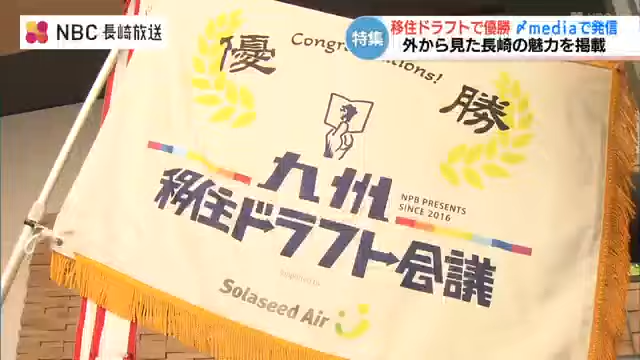 NBC 長崎放送
特集
移住ドラフトで優勝 〆mediaで発信
外から見た長崎の魅力を掲載
Congratulations!
優勝
九州
NPB PRESENTS
SINCE 2016
移住ドラフト会議
Solaseed Air